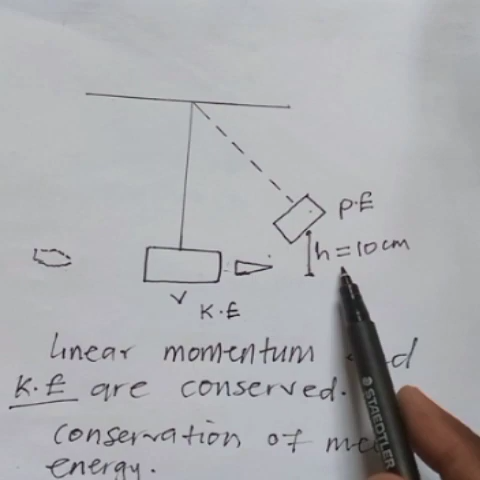 P.E
h = 10cm
V
K.E
STAEDTLER
linear momentum
K.E are conserved.
conservation of
energy.